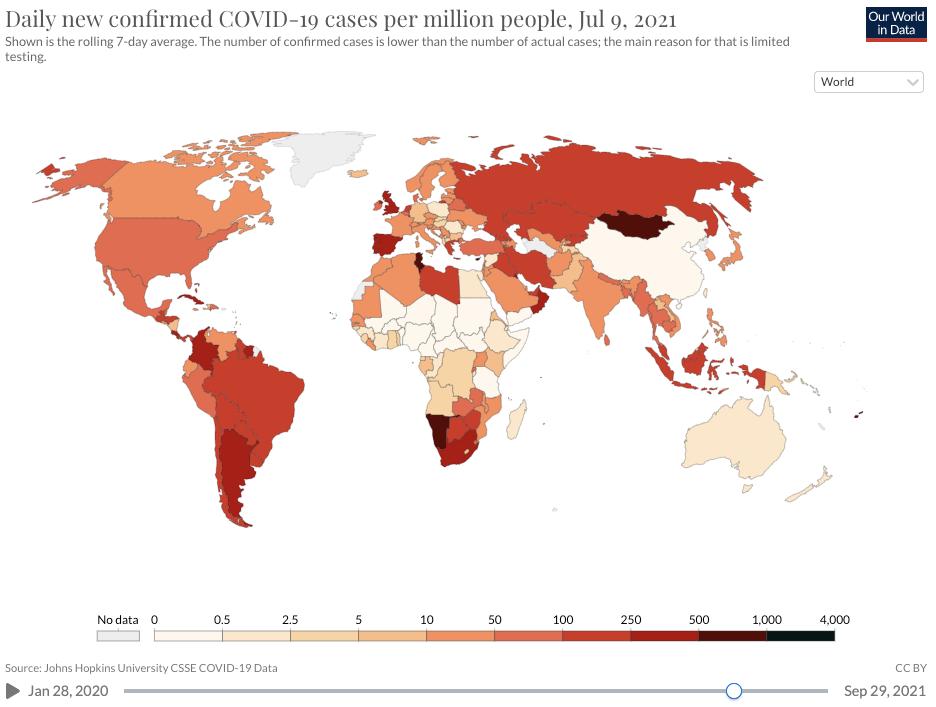 Daily new confirmed COVID-19 cases per million people, Jul 9, 2021
Our World
in Data
Shown is the rolling 7-day average. The number of confirmed cases is lower than the number of actual cases; the main reason for that is limited
testing.
World
No data 0 0.5 2.5 5 10 50 100 250 500 1,000 4,000
Source: Johns Hopkins University CSSE COVID-19 Data CC BY
Jan 28, 2020 Sep 29, 2021